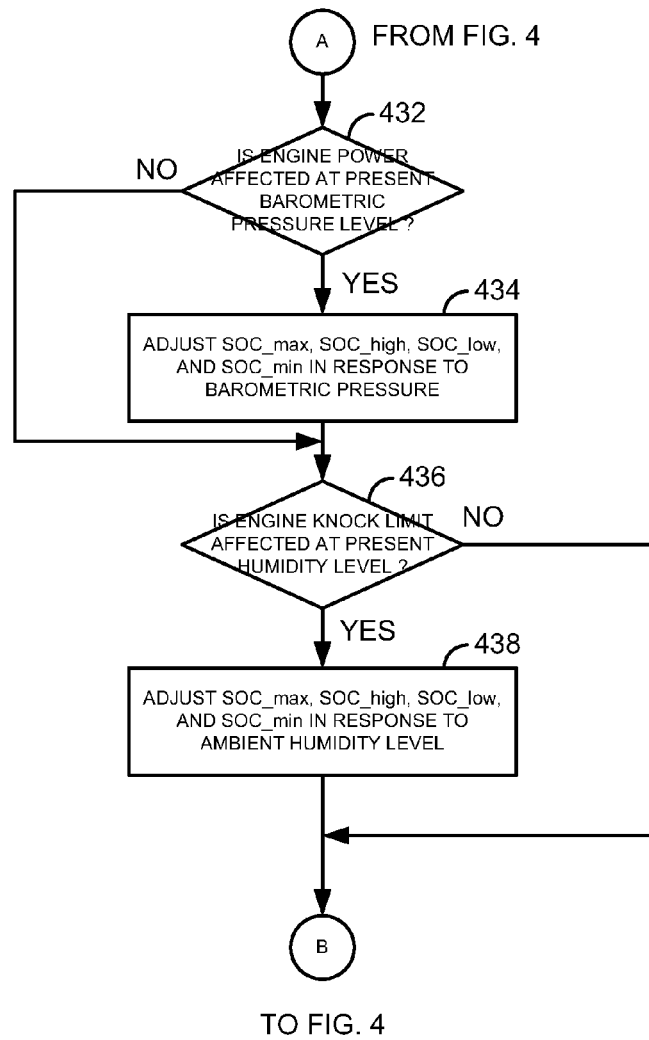 A
FROM FIG. 4
432
IS ENGINE POWER
AFFECTED AT PRESENT
BAROMETRIC
PRESSURE LEVEL ?
NO
YES
434
ADJUST SOC_max, SOC_high, SOC_low,
AND SOC_min IN RESPONSE TO
BAROMETRIC PRESSURE
436
IS ENGINE KNOCK LIMIT
AFFECTED AT PRESENT
HUMIDITY LEVEL ?
NO
YES
438
ADJUST SOC_max, SOC_high, SOC_low,
AND SOC_min IN RESPONSE TO
AMBIENT HUMIDITY LEVEL
B
TO FIG. 4